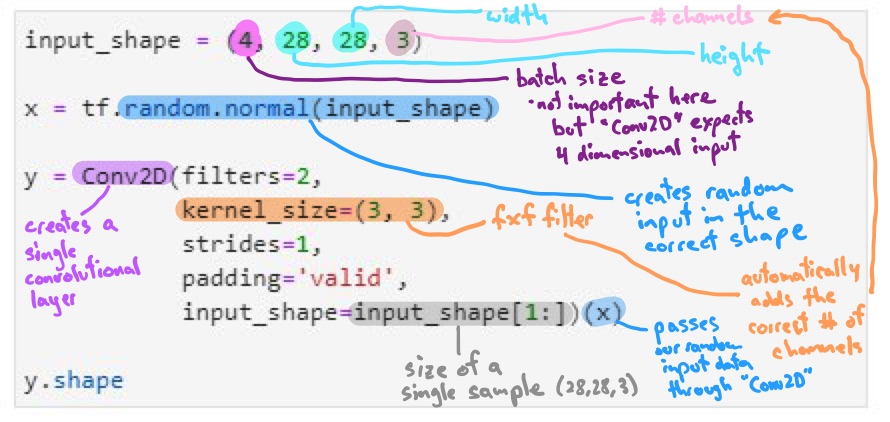 width
# channels
input_shape = (4, 28, 28, 3)
height
batch size
·not important here
but "Conv2D" expects
4 dimensional input
x = tf.random.normal(input_shape)
y = Conv2D(filters=2,
kernel_size=(3, 3),
strides=1,
padding='valid',
input_shape=input_shape[1:])(x)
creates a
single
convolutional
layer
fxf filter
creates random
input in the
correct shape
automatically
adds the
correct # of
channels
passes
our random
input data
through "Conv2D"
size of a
single sample (28,28,3)
y.shape